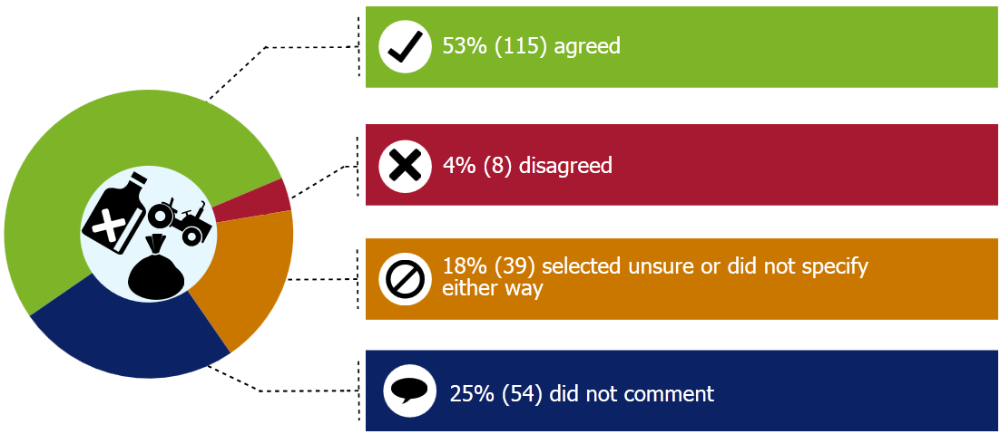 53% (115) agreed
4% (8) disagreed
18% (39) selected unsure or did not specify
either way
25% (54) did not comment